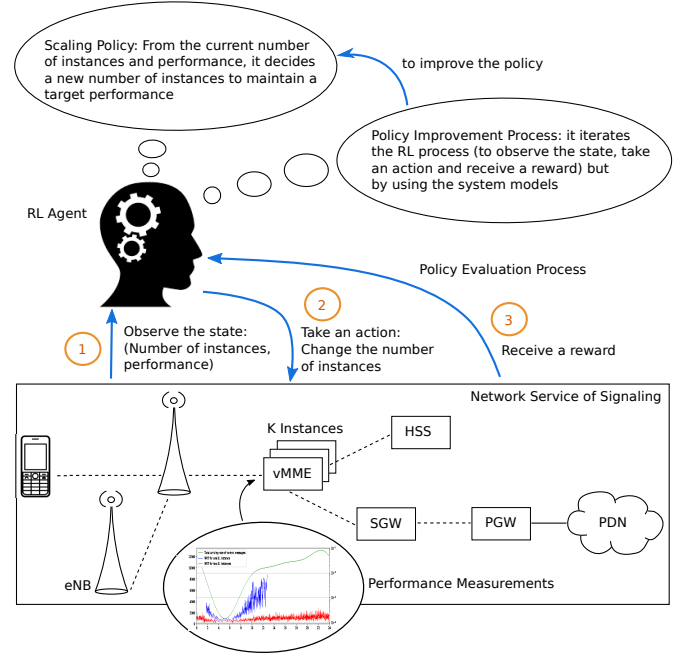 Scaling Policy: From the current number
of instances and performance, it decides
a new number of instances to maintain a
target performance
to improve the policy
Policy Improvement Process: it iterates
the RL process (to observe the state, take
an action and receive a reward) but
by using the system models
RL Agent
Policy Evaluation Process
1
Observe the state:
(Number of instances,
performance)
2
Take an action:
Change the number
of instances
3
Receive a reward
Network Service of Signaling
K Instances
vMME
HSS
SGW
PGW
PDN
eNB
Performance Measurements